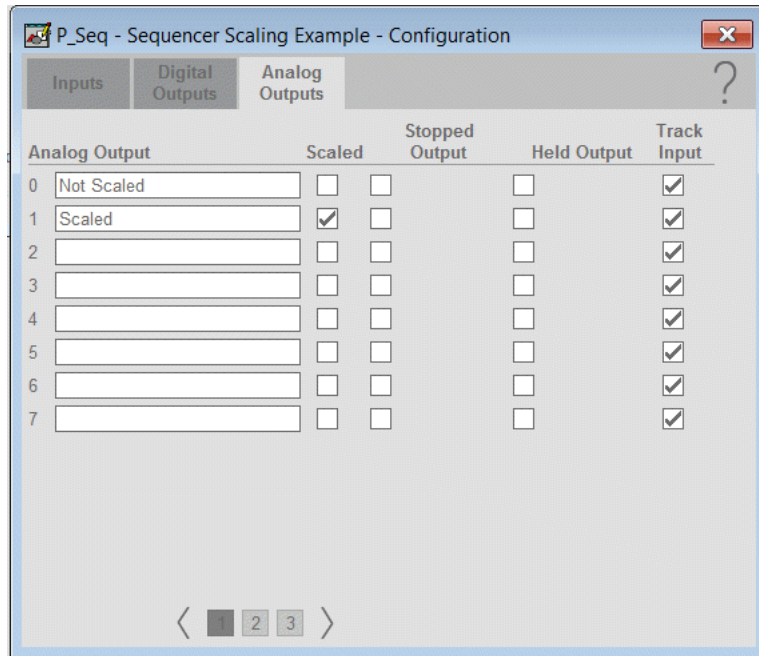 P_Seq - Sequencer Scaling Example - Configuration
Inputs
Digital Outputs
Analog Outputs
?
Analog Output Scaled Stopped Output Held Output Track Input
0 Not Scaled
1 Scaled
2
3
4
5
6
7
1 2 3